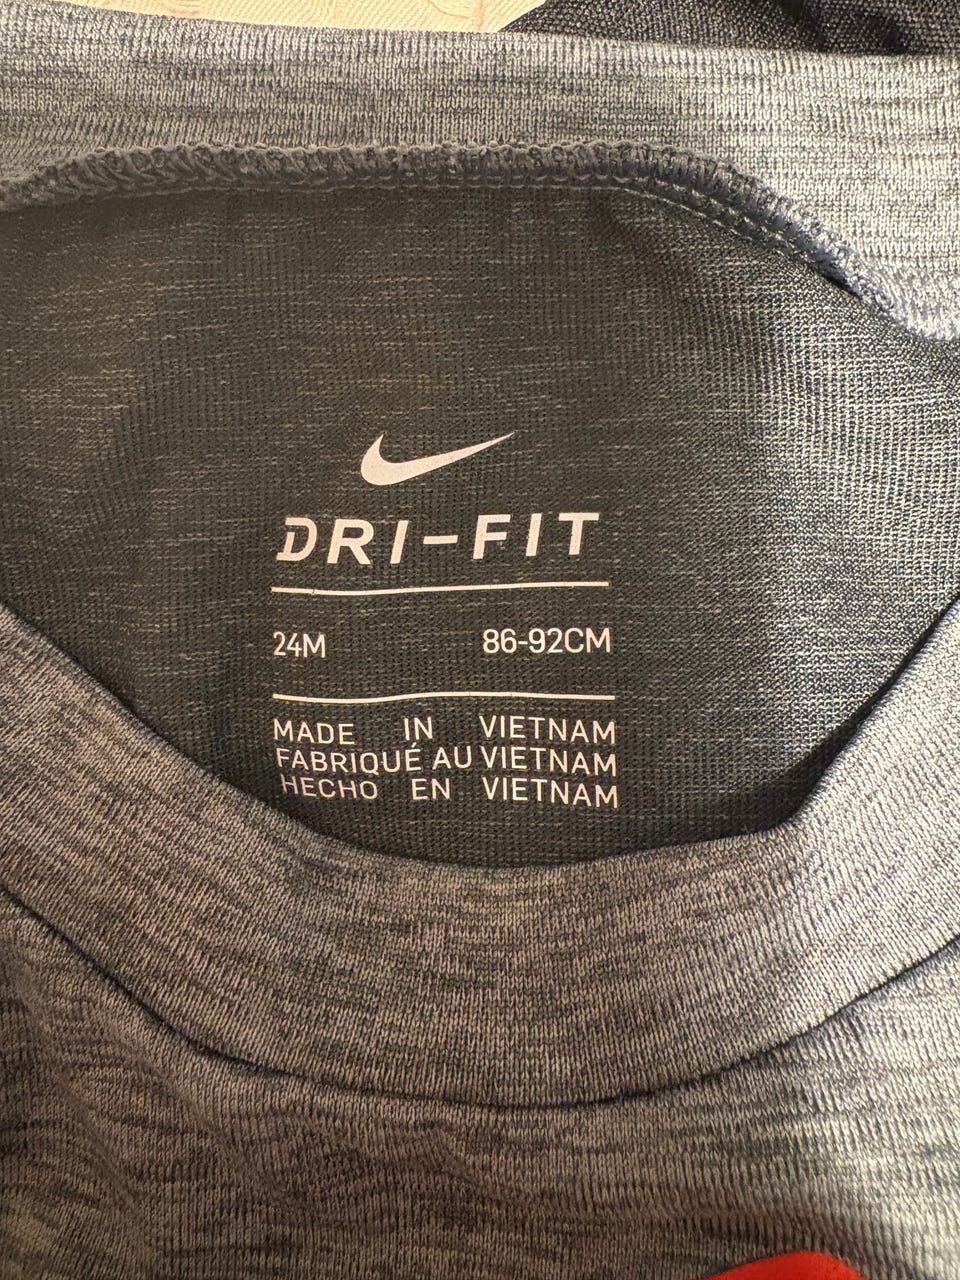 DRI-FIT
24M 86-92CM
MADE IN VIETNAM
FABRIQUÉ AU VIETNAM
HECHO EN VIETNAM